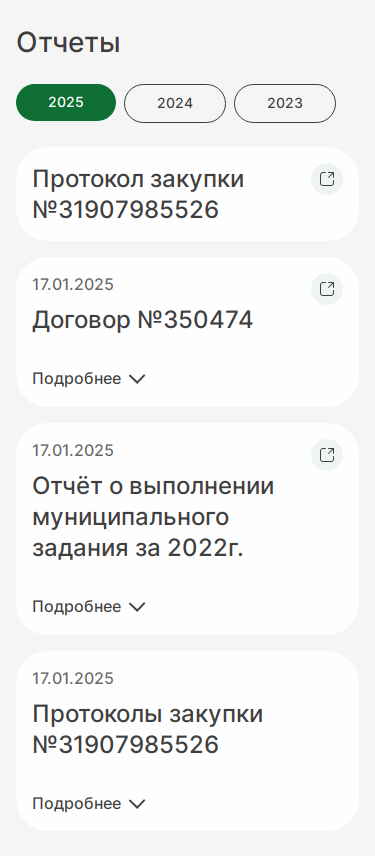 Отчеты
2025
2024
2023
Протокол закупки
№31907985526
17.01.2025
Договор №350474
Подробнее
17.01.2025
Отчёт о выполнении
муниципального
задания за 2022г.
Подробнее
17.01.2025
Протоколы закупки
№31907985526
Подробнее